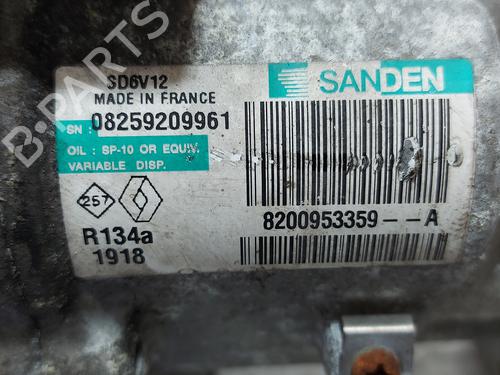 B-PARTS
SD6V12
MADE IN FRANCE
SANDEN
SN : 08259209961
OIL : SP-10 OR EQUIV.
VARIABLE DISP.
257
8200953359--A
R134a
1918